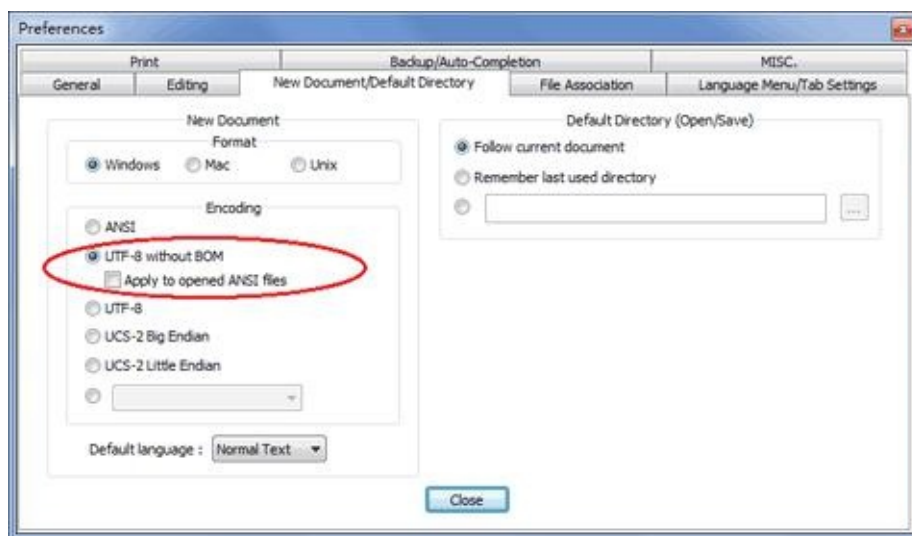 Preferences
Print Backup/Auto-Completion MISC.
General Editing New Document/Default Directory File Association Language Menu/Tab Settings
New Document
Format
Windows Mac Unix
Encoding
ANSI
UTF-8 without BOM
Apply to opened ANSI files
UTF-8
UCS-2 Big Endian
UCS-2 Little Endian
Default language : Normal Text
Default Directory (Open/Save)
Follow current document
Remember last used directory
...
Close